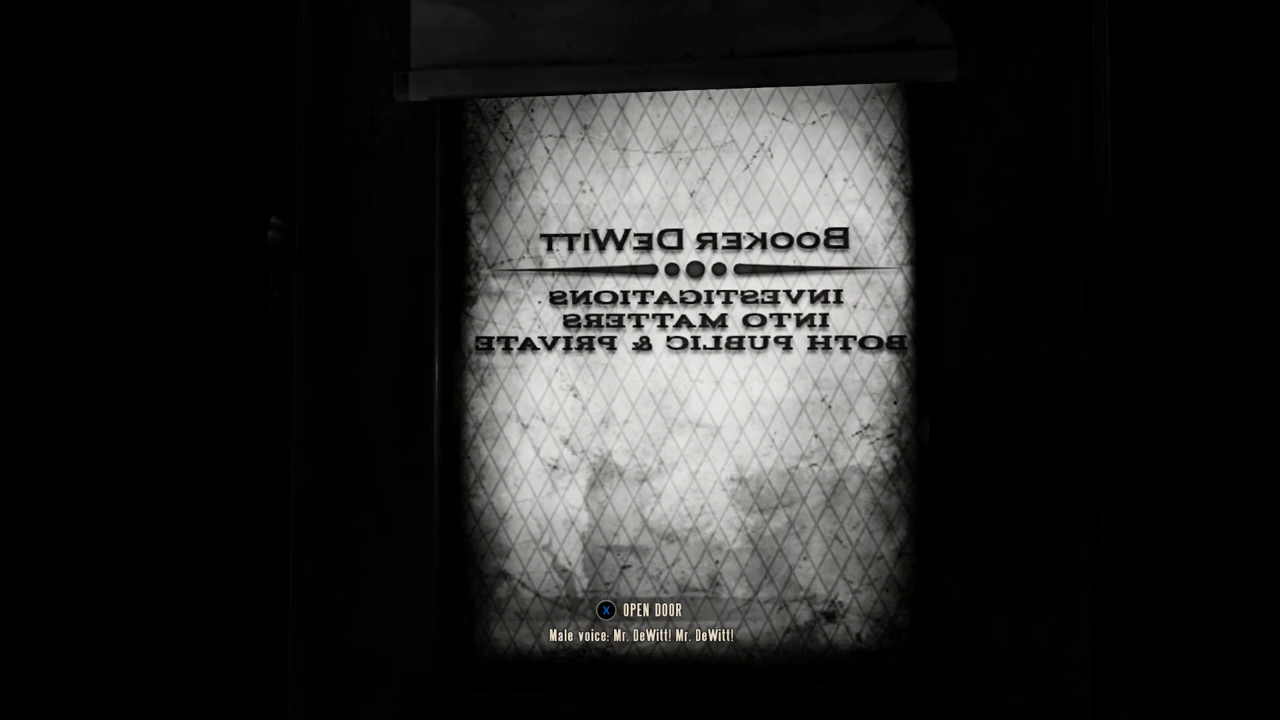 Booker DeWitt
INVESTIGATIONS
INTO MATTERS
BOTH PUBLIC & PRIVATE
X OPEN DOOR
Male voice: Mr. DeWitt! Mr. DeWitt!